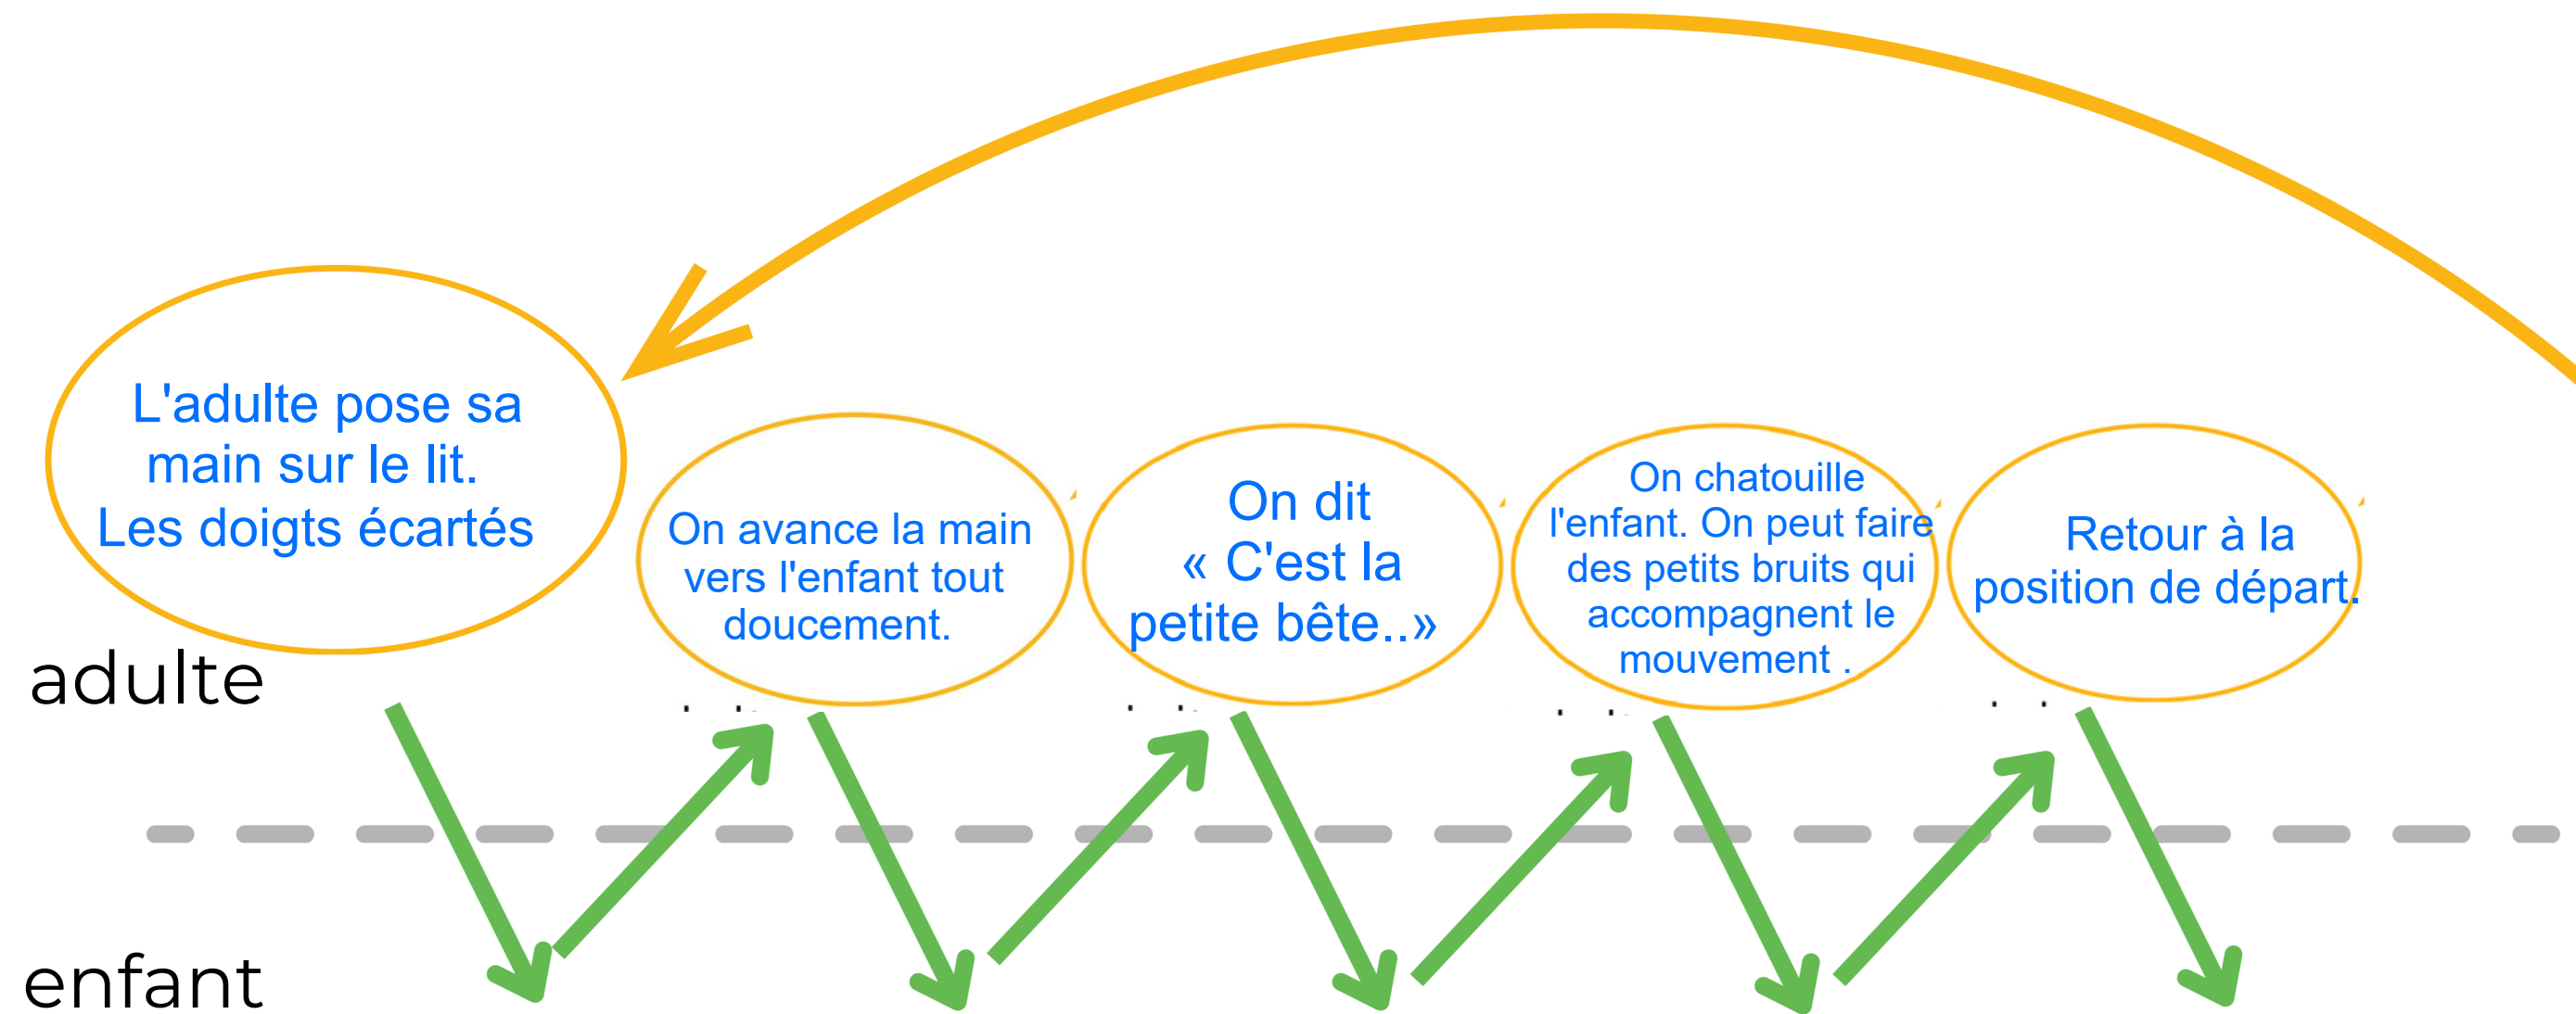 L'adulte pose sa
main sur le lit.
Les doigts écartés
On avance la main
vers l'enfant tout
doucement.
On dit
« C'est la
petite bête..»
On chatouille
l'enfant. On peut faire
des petits bruits qui
accompagnent le
mouvement .
Retour à la
position de départ.
adulte
enfant